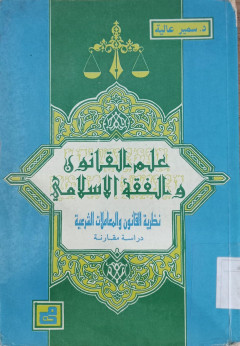 د. سمير عالية
علم القانون
والفقه الإسلامي
نظرية القانون والمعاملات الشرعية
دراسة مقارنة